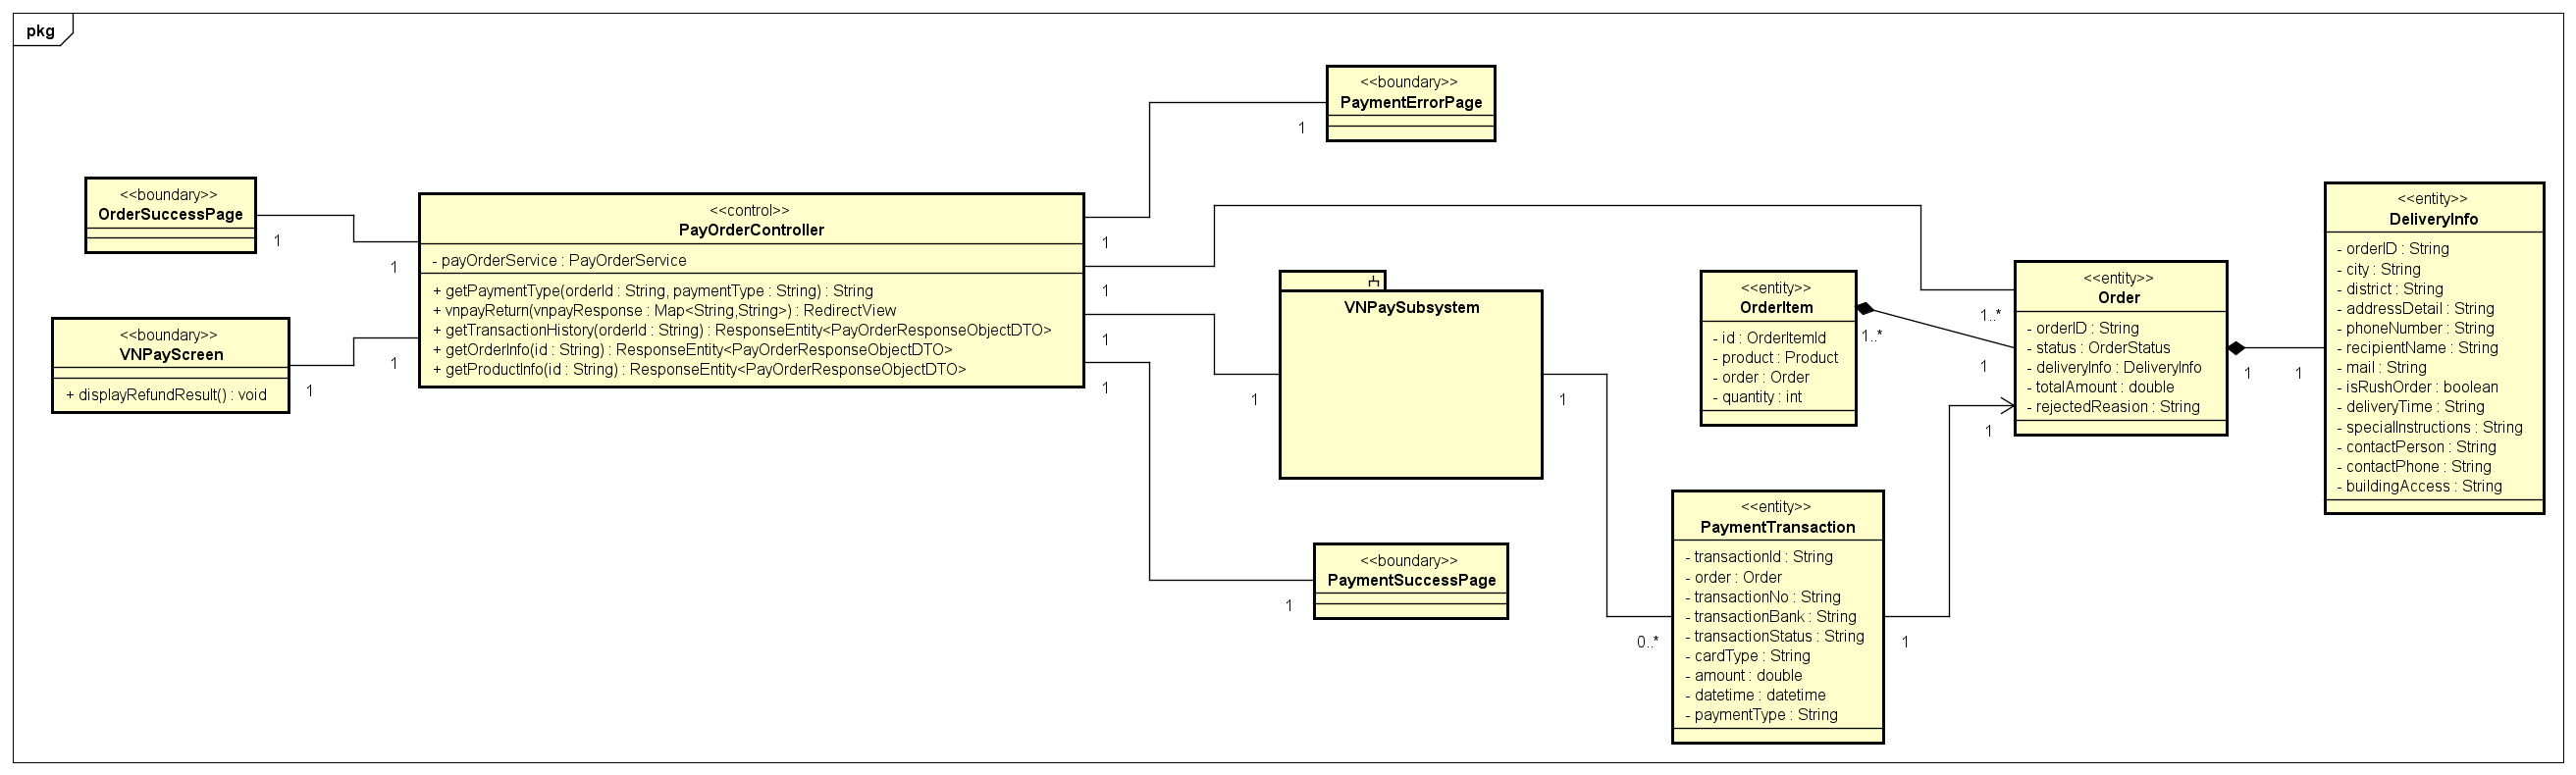 pkg
<<boundary>>
OrderSuccessPage
1
1
<<boundary>>
VNPayScreen
+ displayRefundResult() : void
1
1
<<control>>
PayOrderController
- payOrderService : PayOrderService
+ getPaymentType(orderId : String, paymentType : String) : String
+ vnpayReturn(vnpayResponse : Map<String,String>) : RedirectView
+ getTransactionHistory(orderId : String) : ResponseEntity<PayOrderResponseObjectDTO>
+ getOrderInfo(id : String) : ResponseEntity<PayOrderResponseObjectDTO>
+ getProductInfo(id : String) : ResponseEntity<PayOrderResponseObjectDTO>
1
1
1
1
<<boundary>>
PaymentErrorPage
1
VNPaySubsystem
1
1
<<boundary>>
PaymentSuccessPage
1
<<entity>>
OrderItem
- id : OrderItemId
- product : Product
- order : Order
- quantity : int
1..*
1
<<entity>>
PaymentTransaction
- transactionId : String
- order : Order
- transactionNo : String
- transactionBank : String
- transactionStatus : String
- cardType : String
- amount : double
- datetime : datetime
- paymentType : String
0..*
1
1
<<entity>>
Order
- orderID : String
- status : OrderStatus
- deliveryInfo : DeliveryInfo
- totalAmount : double
- rejectedReasion : String
1..*
1
1
<<entity>>
DeliveryInfo
- orderID : String
- city : String
- district : String
- addressDetail : String
- phoneNumber : String
- recipientName : String
- mail : String
- isRushOrder : boolean
- deliveryTime : String
- specialInstructions : String
- contactPerson : String
- contactPhone : String
- buildingAccess : String